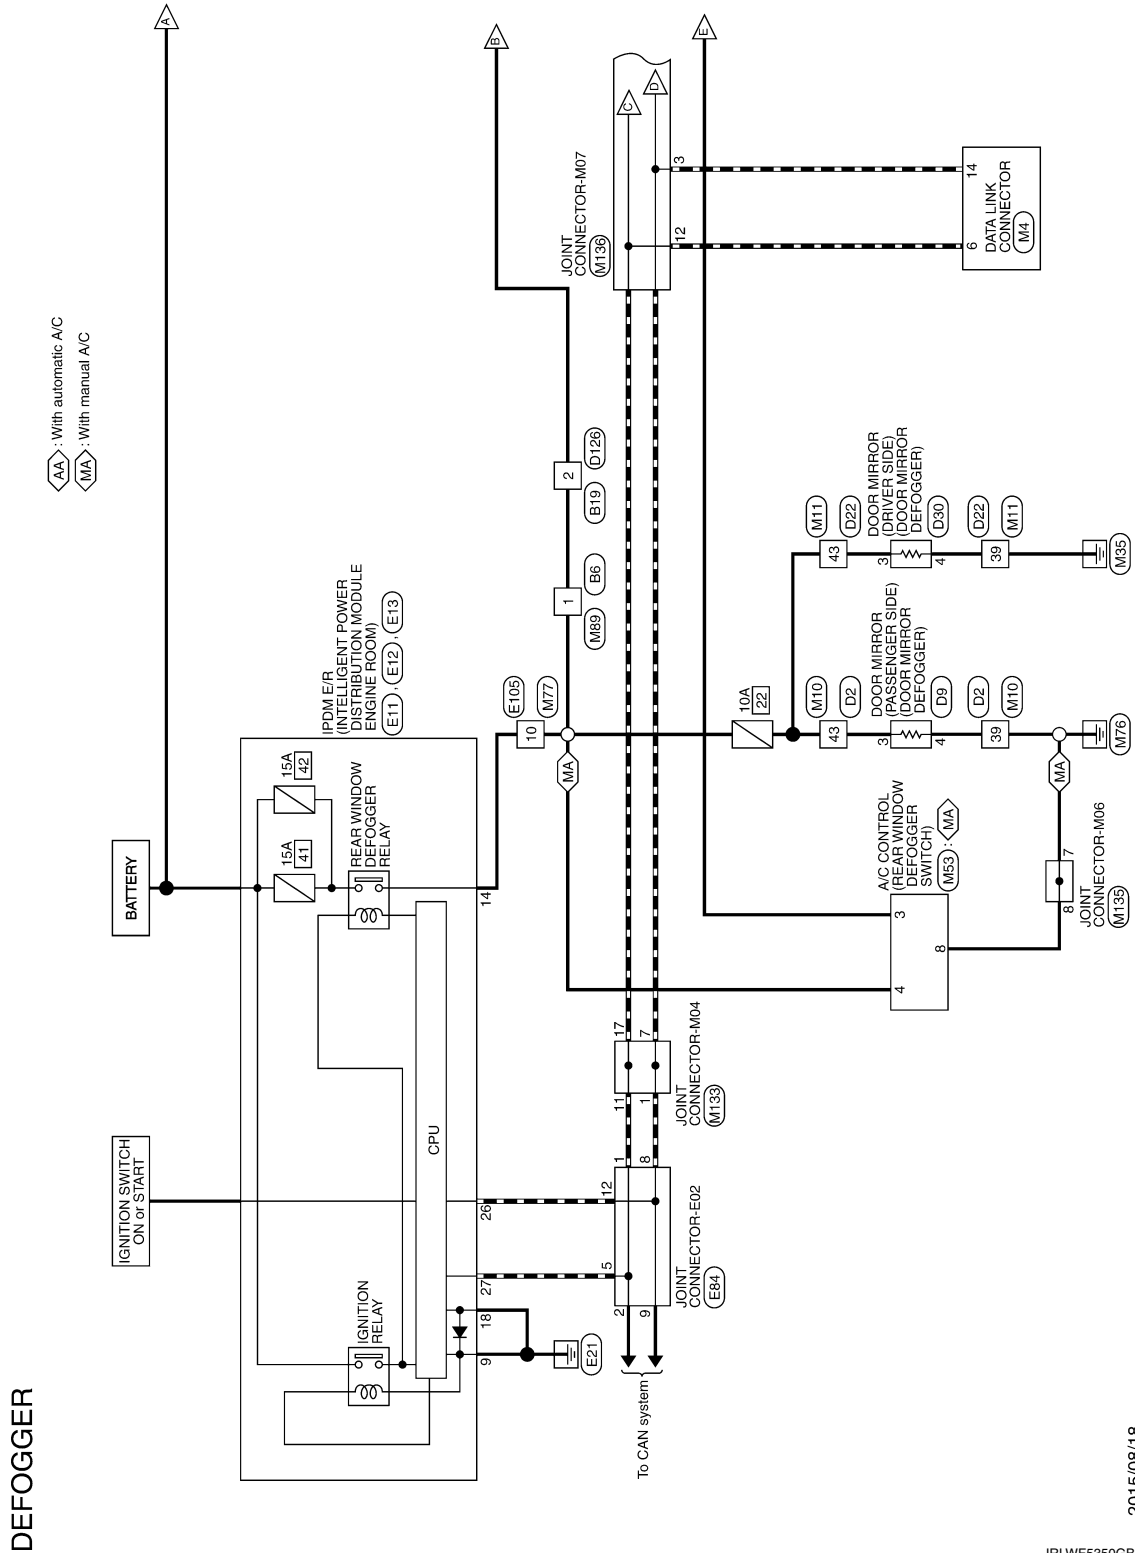 DEFOGGER
AA : With automatic A/C
MA : With manual A/C
A
B
C
D
E
BATTERY
IGNITION SWITCH
ON or START
IPDM E/R
(INTELLIGENT POWER
DISTRIBUTION MODULE
ENGINE ROOM)
E11 , E12 , E13
15A
41
15A
42
REAR WINDOW
DEFOGGER
RELAY
IGNITION
RELAY
CPU
9
18
27
26
14
E21
To CAN system
2
9
5
12
1
8
JOINT
CONNECTOR-E02
E84
11
1
17
7
JOINT
CONNECTOR-M04
M133
10
E105
M77
MA
1
M89
B6
2
B19
D126
JOINT
CONNECTOR-M07
M136
12
3
6
14
DATA LINK
CONNECTOR
M4
10A
22
43
M10
D2
3
4
DOOR MIRROR
(PASSENGER SIDE)
(DOOR MIRROR
DEFOGGER)
D9
39
D2
M10
M76
43
M11
D22
3
4
DOOR MIRROR
(DRIVER SIDE)
(DOOR MIRROR
DEFOGGER)
D30
39
D22
M11
M35
A/C CONTROL
(REAR WINDOW
DEFOGGER
SWITCH)
M53 : MA
4
3
8
MA
8
7
JOINT
CONNECTOR-M06
M135
2015/08/18